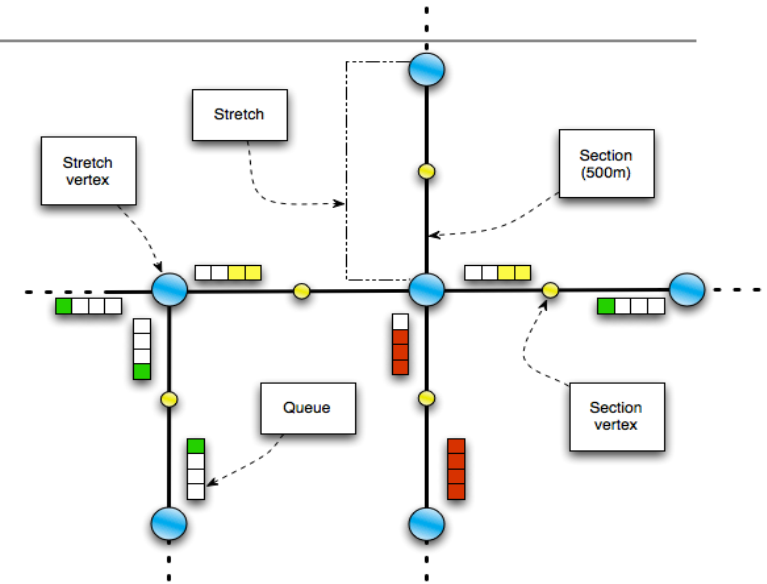 Stretch
Stretch
vertex
Section
(500m)
Queue
Section
vertex